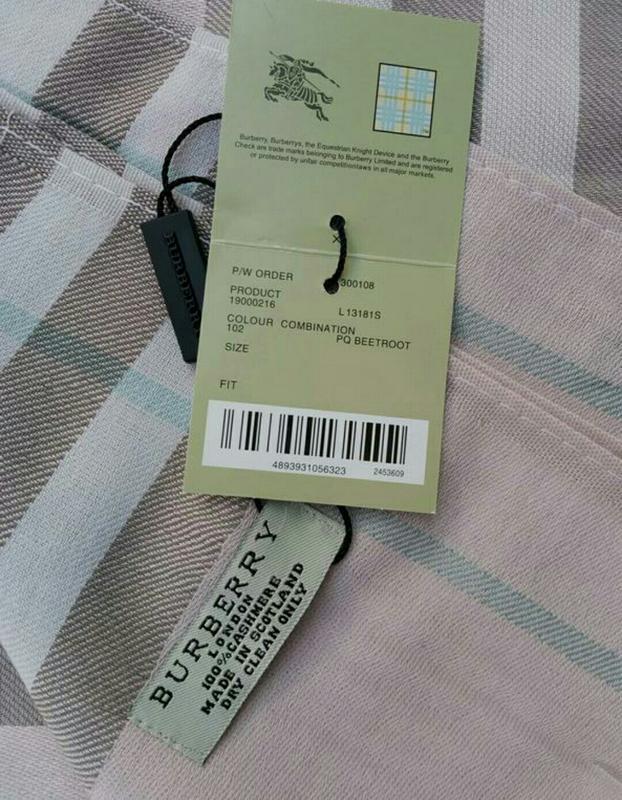 Burberry, Burberrys, the Equestrian Knight Device and the Burberry
Check are trade marks belonging to Burberry Limited and are registered
or protected by unfair competitionlaws in all major markets.
P/W ORDER 300108
PRODUCT
19000216 L13181S
COLOUR COMBINATION
102 PQ BEETROOT
SIZE
FIT
4893931056323 2453609
BURBERRY
BURBERRY
LONDON
100%CASHMERE
MADE IN SCOTLAND
DRY CLEAN ONLY